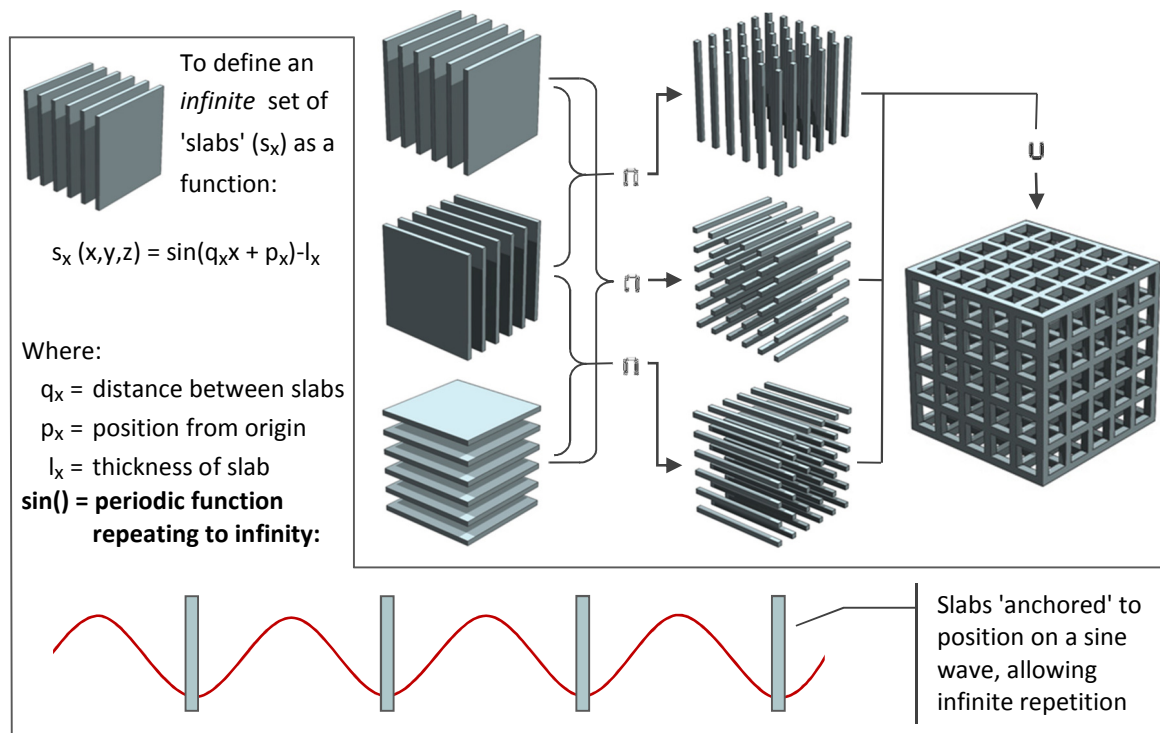 To define an
infinite set of
'slabs' (sₓ) as a
function:
sₓ (x,y,z) = sin(qₓx + pₓ)-lₓ
Where:
qₓ = distance between slabs
pₓ = position from origin
lₓ = thickness of slab
sin() = periodic function
repeating to infinity:
∩
∩
∩
∪
Slabs 'anchored' to
position on a sine
wave, allowing
infinite repetition